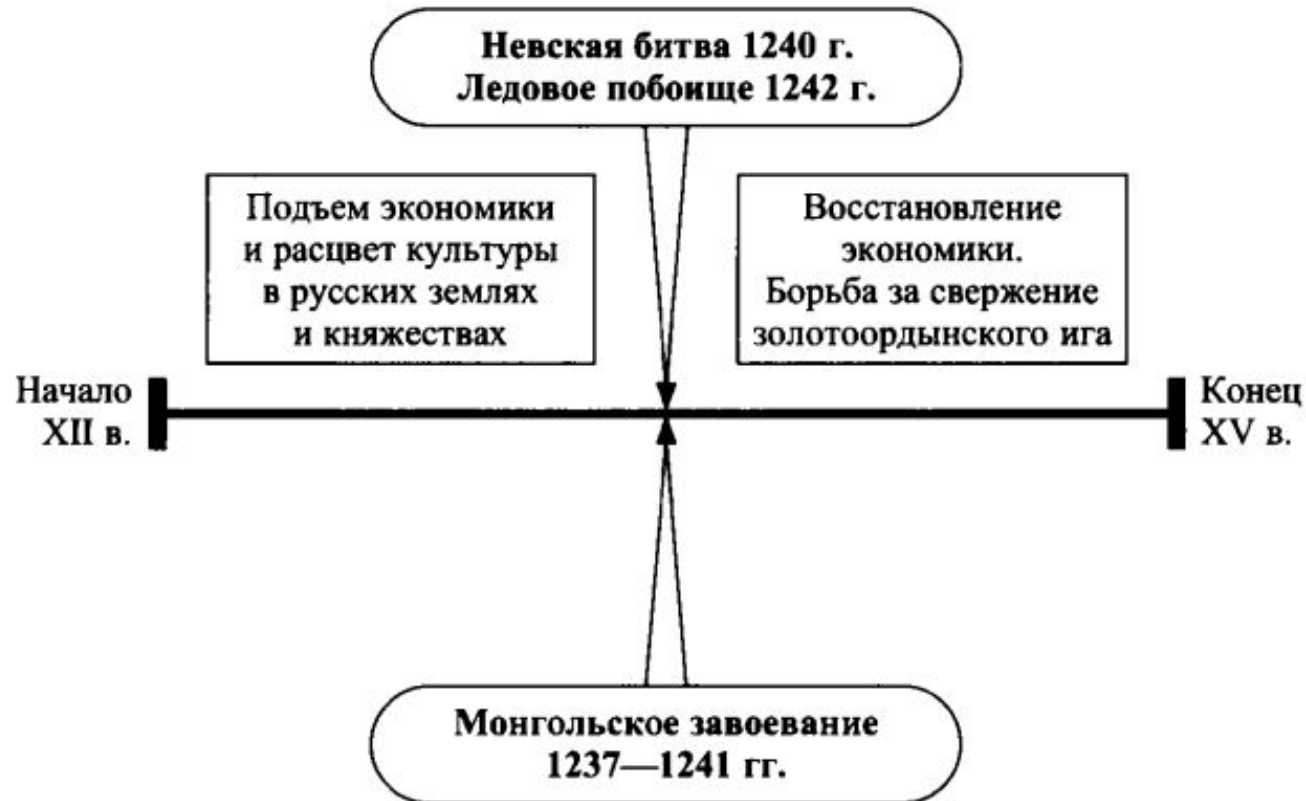 Невская битва 1240 г.
Ледовое побоище 1242 г.
Подъем экономики
и расцвет культуры
в русских землях
и княжествах
Восстановление
экономики.
Борьба за свержение
золотоордынского ига
Начало
XII в.
Конец
XV в.
Монгольское завоевание
1237—1241 гг.